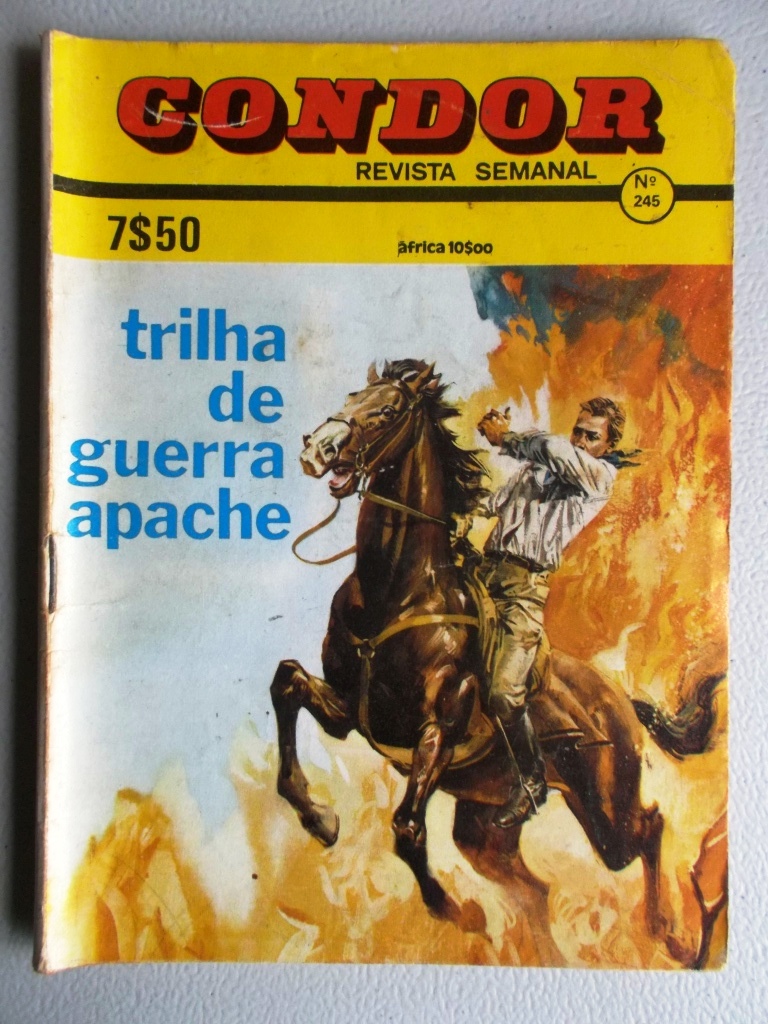 CONDOR
REVISTA SEMANAL
Nº
245
7$50
áfrica 10$00
trilha
de
guerra
apache